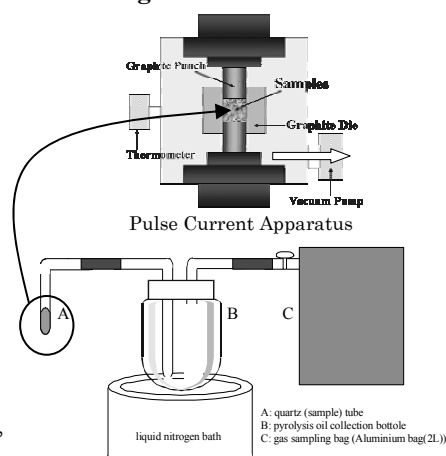 Graphite Punch
Samples
Graphite Die
Thermometer
Vacuum Pump
Pulse Current Apparatus
A
B
C
A: quartz (sample) tube
B: pyrolysis oil collection bottole
C: gas sampling bag (Aluminium bag(2L))
liquid nitrogen bath
,